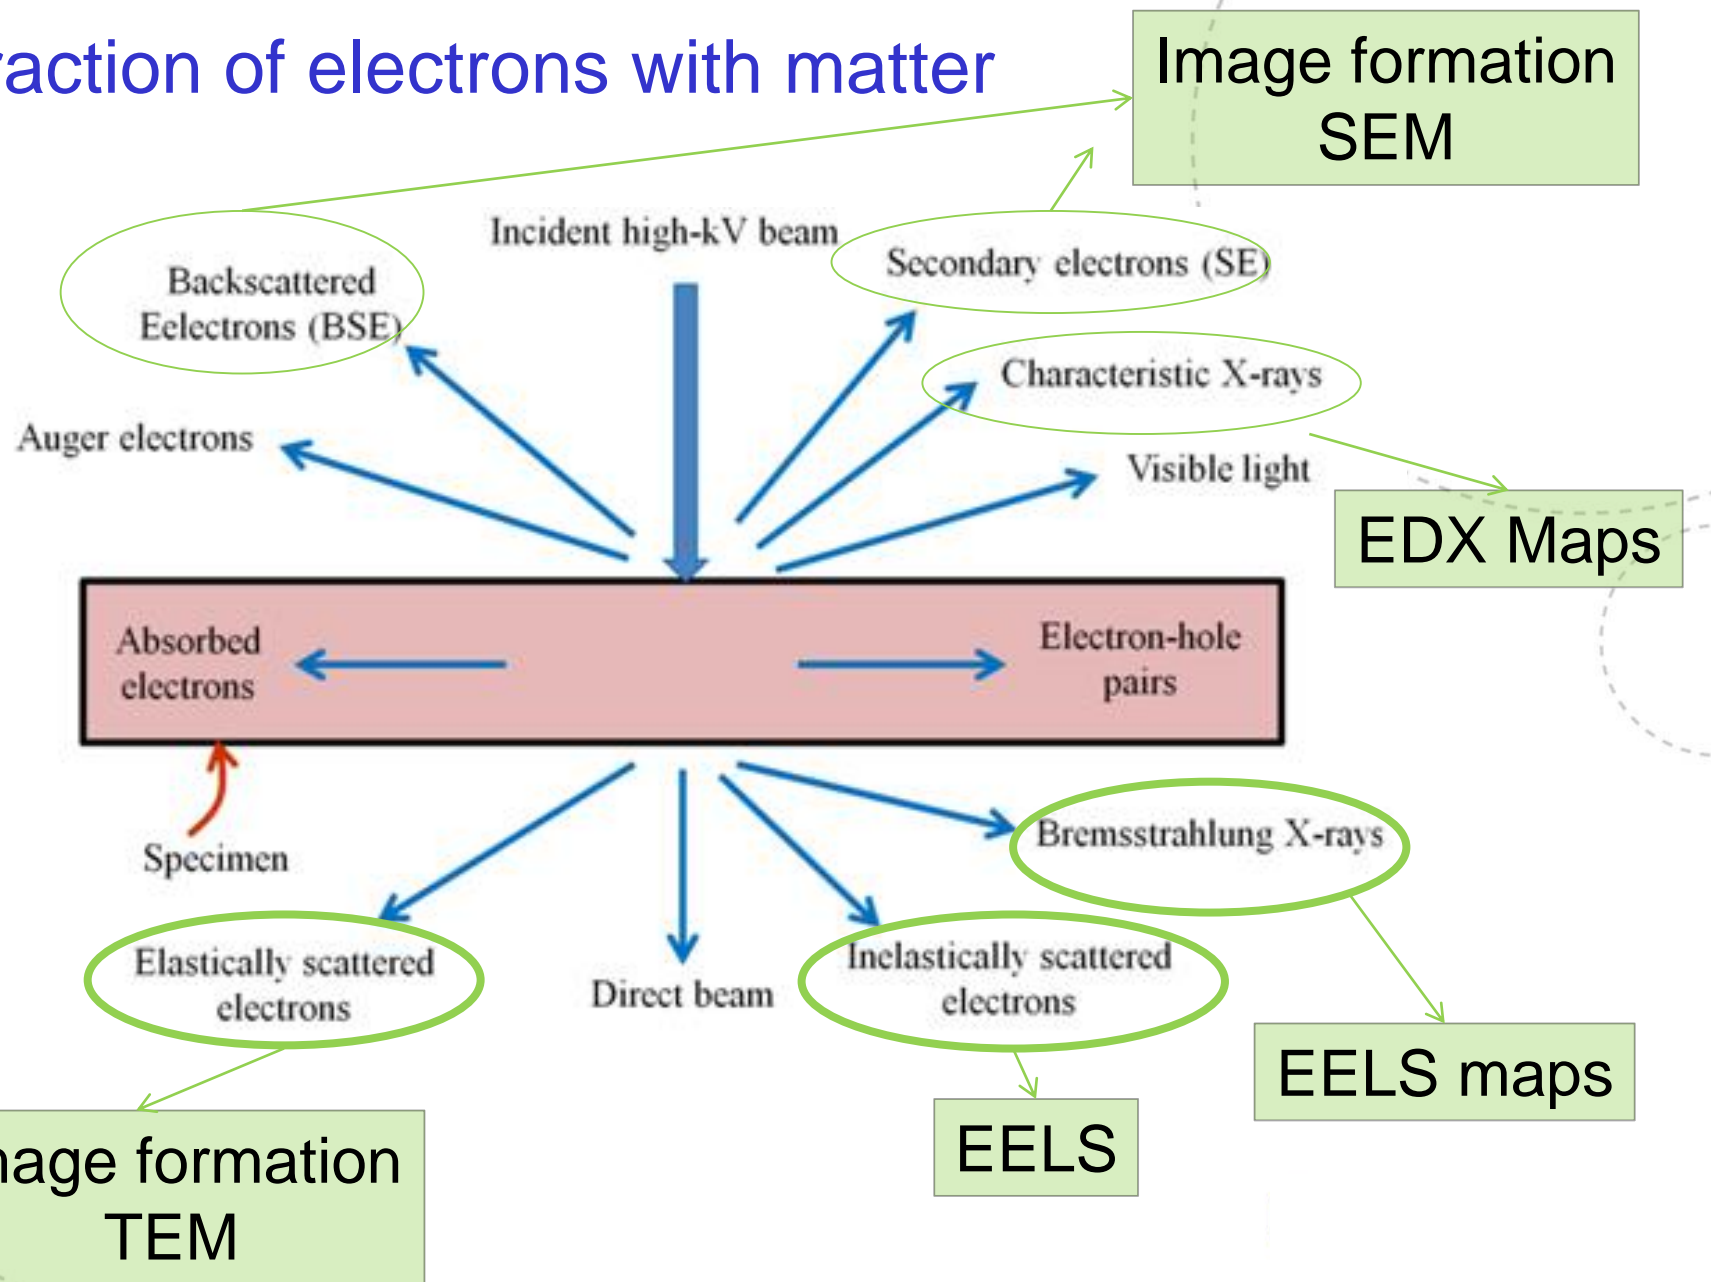 raction of electrons with matter
Image formation
SEM
Incident high-kV beam
Secondary electrons (SE)
Backscattered
Eelectrons (BSE)
Characteristic X-rays
Auger electrons
Visible light
EDX Maps
Absorbed
electrons
Electron-hole
pairs
Bremsstrahlung X-rays
Specimen
Elastically scattered
electrons
Direct beam
Inelastically scattered
electrons
EELS maps
EELS
nage formation
TEM